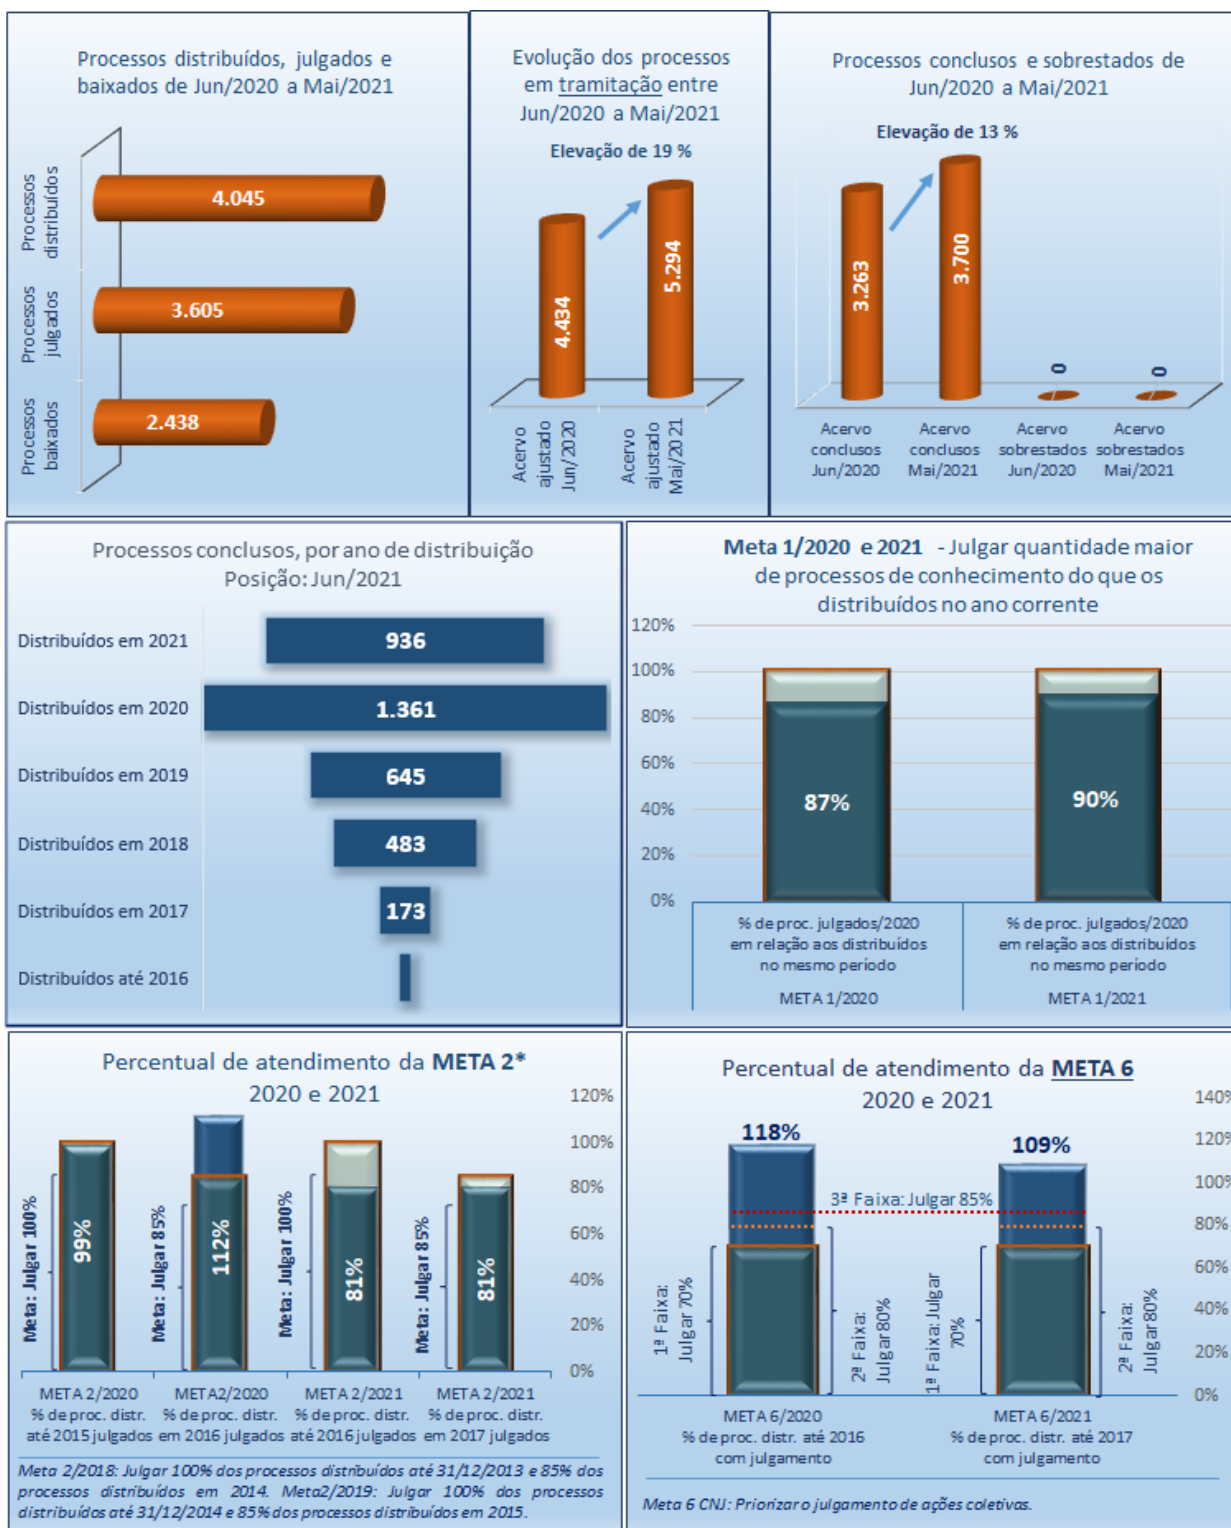 Processos distribuídos, julgados e
baixados de Jun/2020 a Mai/2021
Processos
distribuídos
4.045
Processos
julgados
3.605
Processos
baixados
2.438
Evolução dos processos
em tramitação entre
Jun/2020 a Mai/2021
Elevação de 19 %
4.434
5.294
Acervo
ajustado
Jun/2020
Acervo
ajustado
Mai/2021
Processos conclusos e sobrestados de
Jun/2020 a Mai/2021
Elevação de 13 %
3.263
3.700
0
0
Acervo
conclusos
Jun/2020
Acervo
conclusos
Mai/2021
Acervo
sobrestados
Jun/2020
Acervo
sobrestados
Mai/2021
Processos conclusos, por ano de distribuição
Posição: Jun/2021
Distribuídos em 2021
936
Distribuídos em 2020
1.361
Distribuídos em 2019
645
Distribuídos em 2018
483
Distribuídos em 2017
173
Distribuídos até 2016
Meta 1/2020 e 2021 - Julgar quantidade maior
de processos de conhecimento do que os
distribuídos no ano corrente
120%
100%
80%
60%
40%
20%
0%
87%
90%
% de proc. julgados/2020
em relação aos distribuídos
no mesmo período
META 1/2020
% de proc. julgados/2020
em relação aos distribuídos
no mesmo período
META 1/2021
Percentual de atendimento da META 2*
2020 e 2021
120%
100%
80%
60%
40%
20%
0%
Meta: Julgar 100%
99%
Meta: Julgar 85%
112%
Meta: Julgar 100%
81%
Meta: Julgar 85%
81%
META 2/2020
% de proc. distr.
até 2015 julgados
META2/2020
% de proc. distr.
em 2016 julgados
META 2/2021
% de proc. distr.
até 2016 julgados
META 2/2021
% de proc. distr.
em 2017 julgados
Meta 2/2018: Julgar 100% dos processos distribuídos até 31/12/2013 e 85% dos
processos distribuídos em 2014. Meta2/2019: Julgar 100% dos processos
distribuídos até 31/12/2014 e 85% dos processos distribuídos em 2015.
Percentual de atendimento da META 6
2020 e 2021
140%
120%
100%
80%
60%
40%
20%
0%
118%
109%
3ª Faixa: Julgar 85%
1ª Faixa:
Julgar 70%
2ª Faixa:
Julgar 80%
1ª Faixa: Julgar
70%
2ª Faixa:
Julgar 80%
META 6/2020
% de proc. distr. até 2016
com julgamento
META 6/2021
% de proc. distr. até 2017
com julgamento
Meta 6 CNJ: Priorizar o julgamento de ações coletivas.